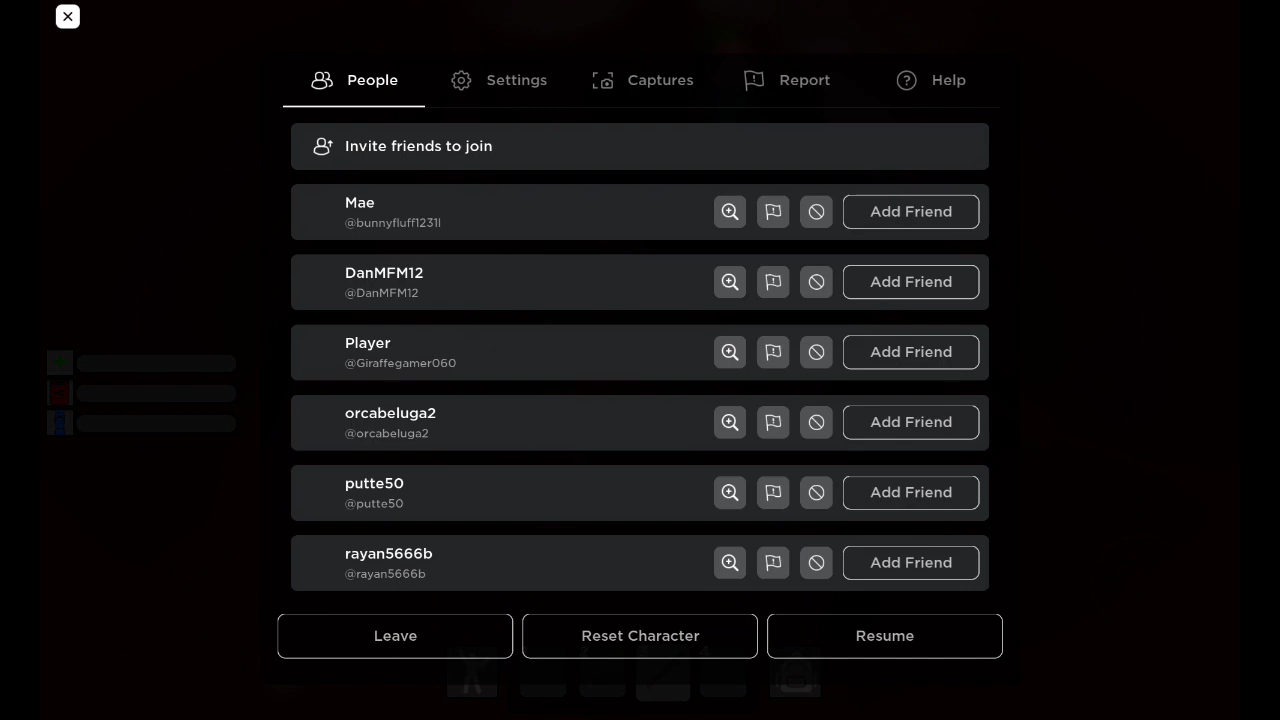 People
Settings
Captures
Report
Help
Invite friends to join
Mae
@bunnyfluff1231l
Add Friend
DanMFM12
@DanMFM12
Add Friend
Player
@Giraffegamer060
Add Friend
orcabeluga2
@orcabeluga2
Add Friend
putte50
@putte50
Add Friend
rayan5666b
@rayan5666b
Add Friend
Leave
Reset Character
Resume